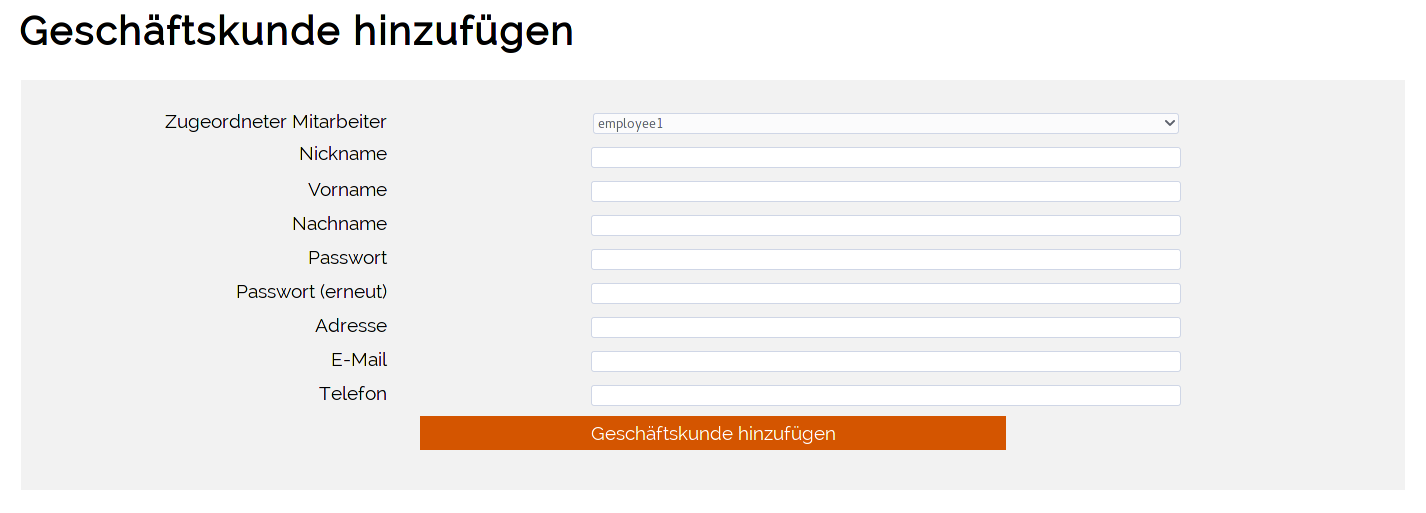 Geschäftskunde hinzufügen
Zugeordneter Mitarbeiter employee1
Nickname
Vorname
Nachname
Passwort
Passwort (erneut)
Adresse
E-Mail
Telefon
Geschäftskunde hinzufügen